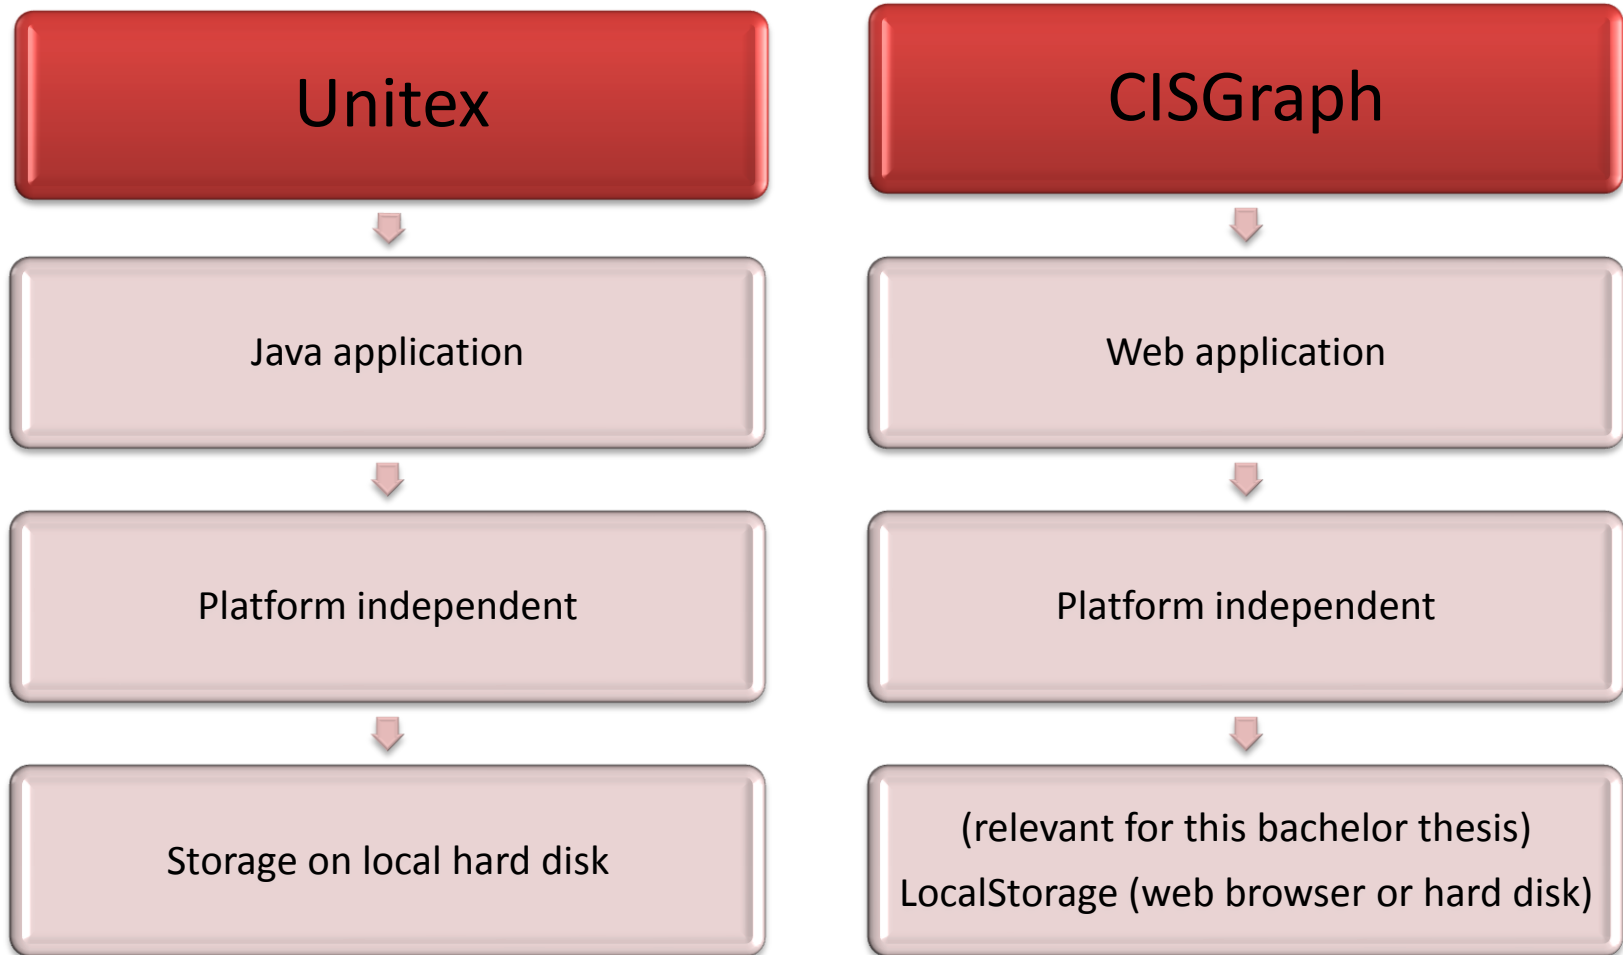 Unitex
Java application
Platform independent
Storage on local hard disk
CISGraph
Web application
Platform independent
(relevant for this bachelor thesis)
LocalStorage (web browser or hard disk)